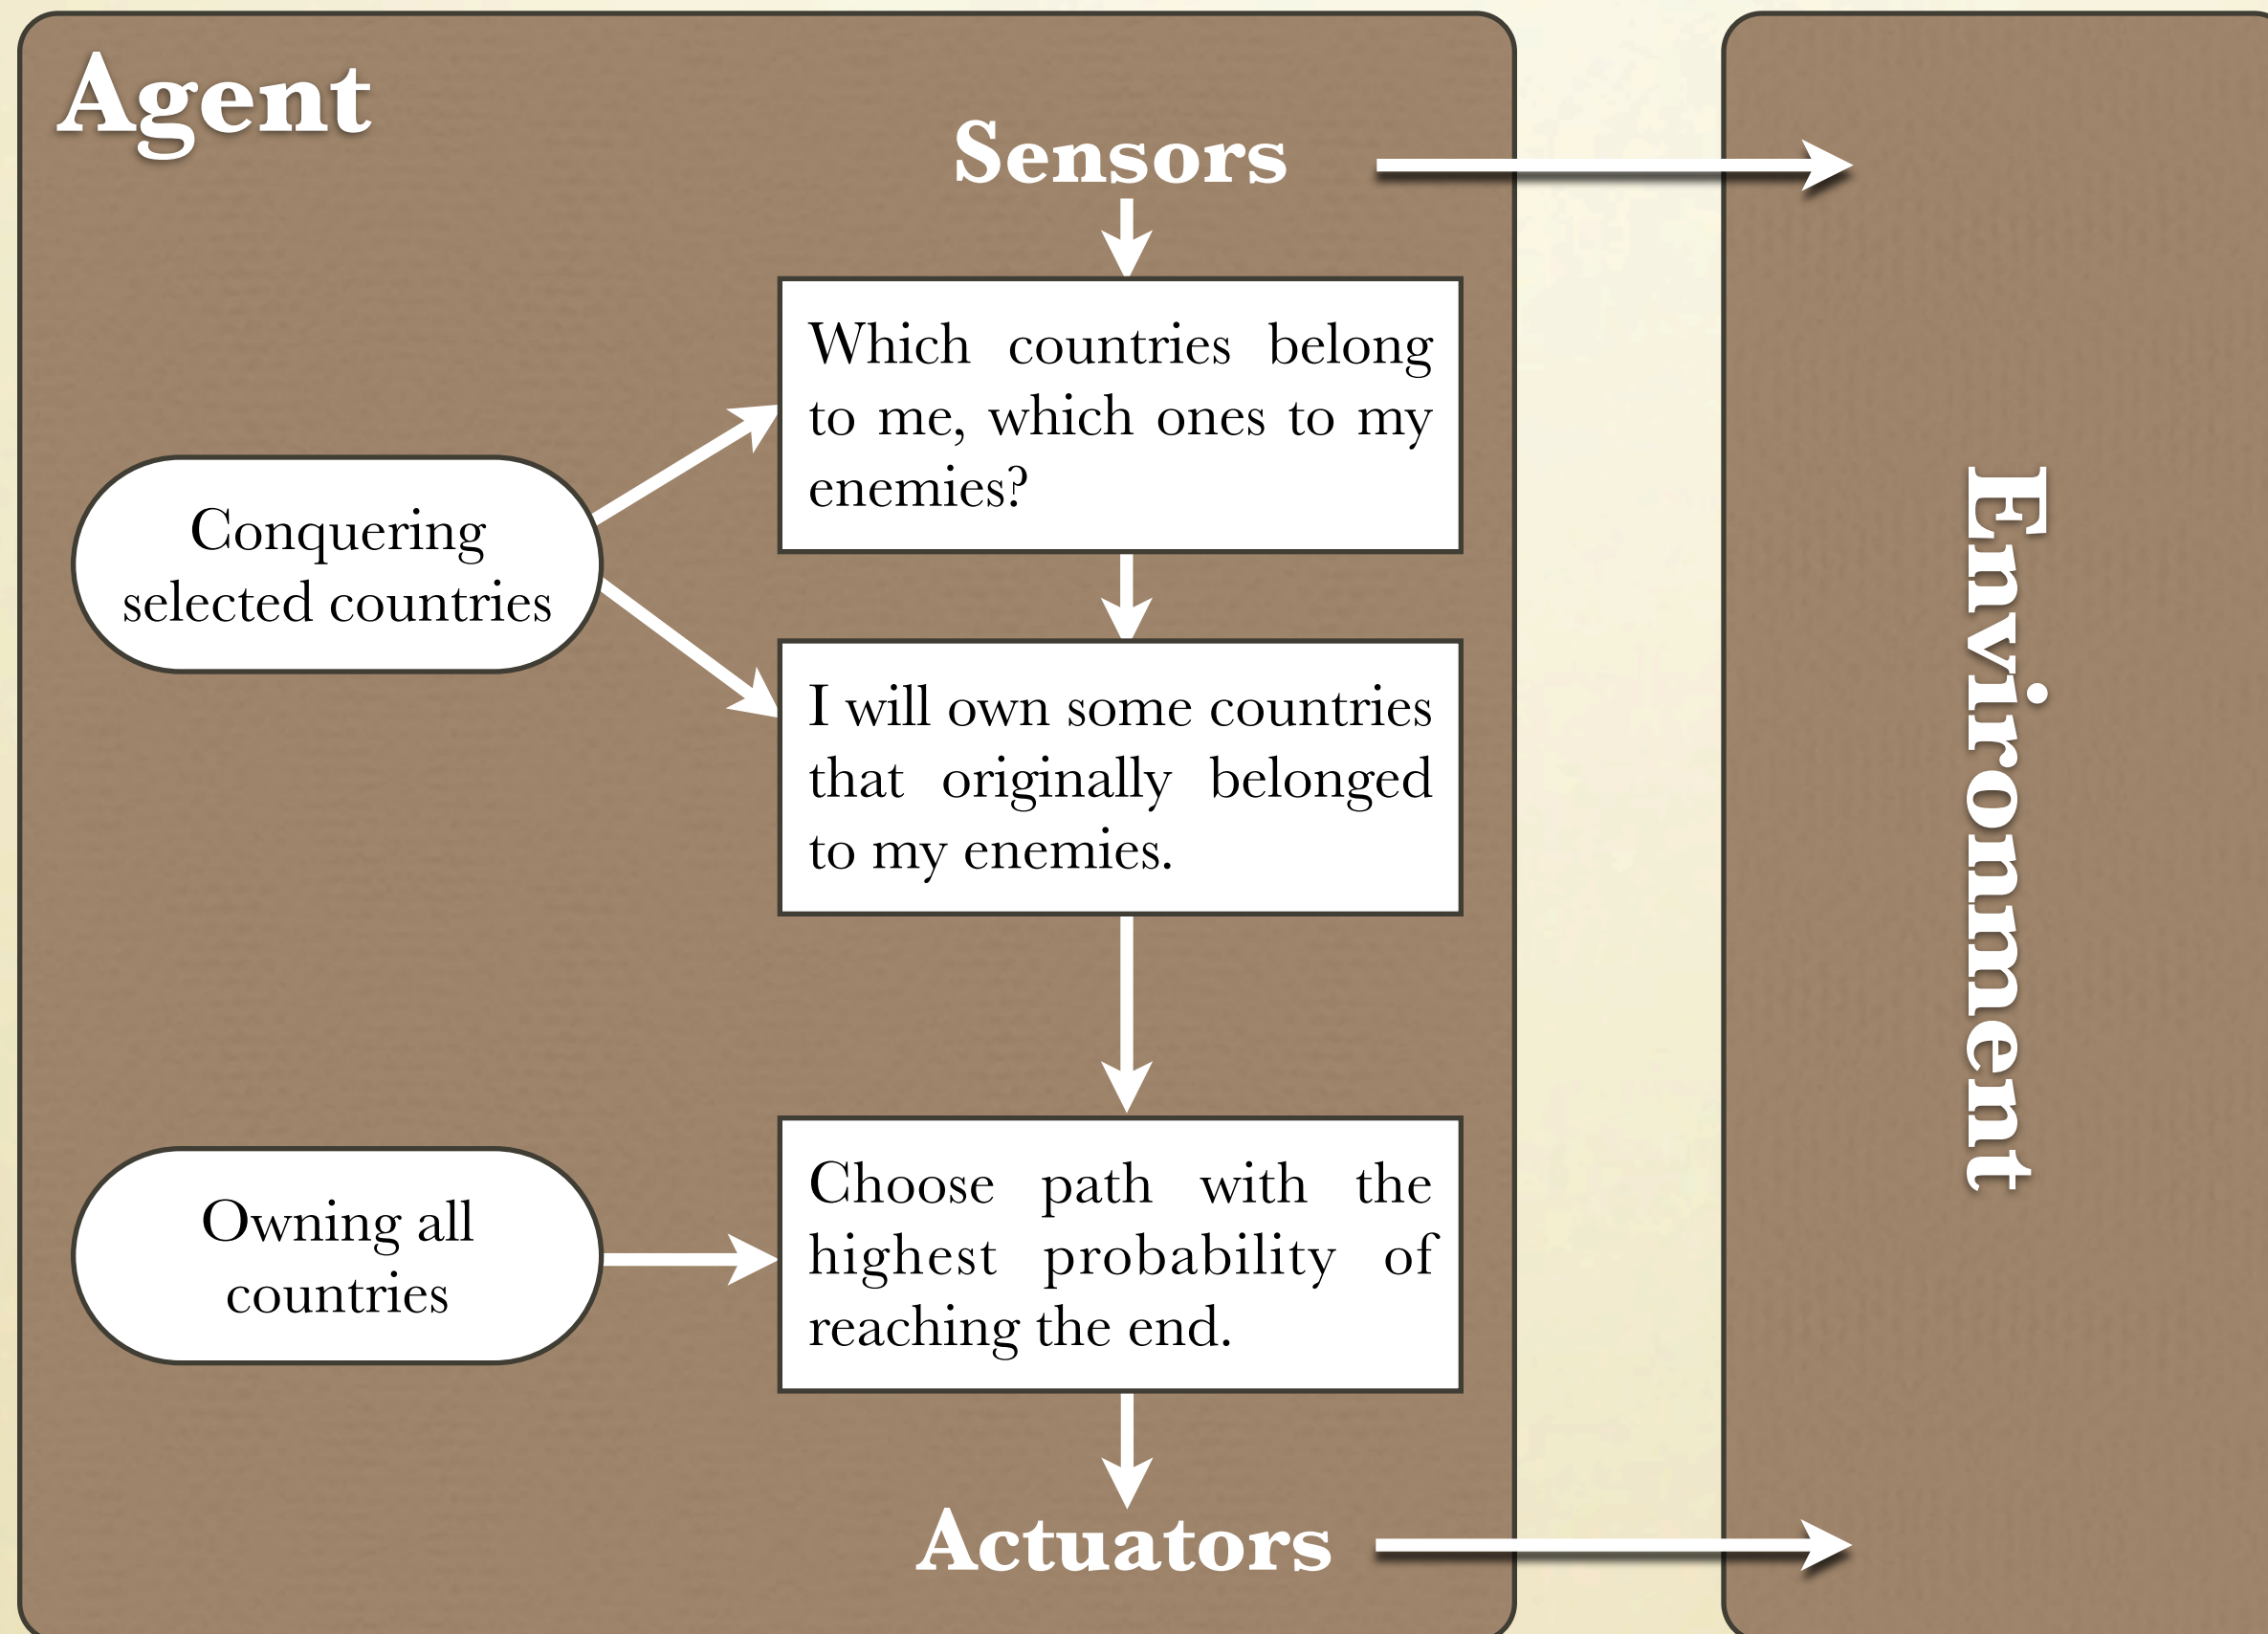 Agent
Sensors
Which countries belong
to me, which ones to my
enemies?
Conquering
selected countries
I will own some countries
that originally belonged
to my enemies.
Owning all
countries
Choose path with the
highest probability of
reaching the end.
Actuators
Environment